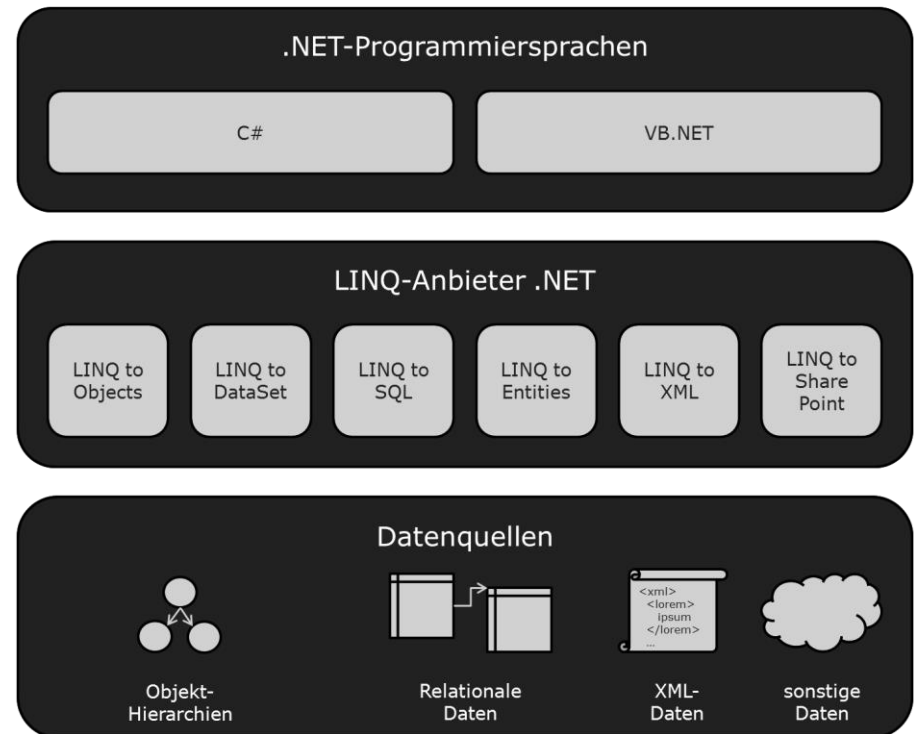 .NET-Programmiersprachen
C#
VB.NET
LINQ-Anbieter .NET
LINQ to
Objects
LINQ to
DataSet
LINQ to
SQL
LINQ to
Entities
LINQ to
XML
LINQ to
Share
Point
Datenquellen
<xml>
<lorem>
ipsum
</lorem>
...
Objekt-
Hierarchien
Relationale
Daten
XML-
Daten
sonstige
Daten